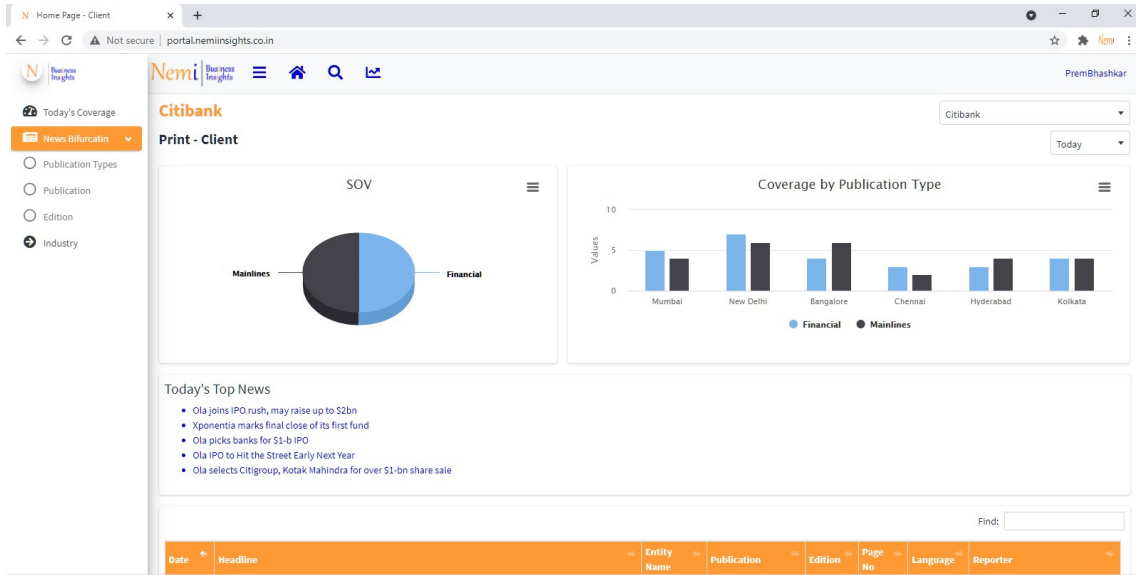 N Home Page - Client
Not secure | portal.nemiinsights.co.in
Nemi
N Business Insights
Nemi Business Insights
PremBhashkar
Today's Coverage
News Bifurcatin
Publication Types
Publication
Edition
Industry
Citibank
Citibank
Print - Client
Today
SOV
Mainlines
Financial
Coverage by Publication Type
Values
10
5
0
Mumbai New Delhi Bangalore Chennai Hyderabad Kolkata
Financial Mainlines
Today's Top News
Ola joins IPO rush, may raise up to $2bn
Xponentia marks final close of its first fund
Ola picks banks for $1-b IPO
Ola IPO to Hit the Street Early Next Year
Ola selects Citigroup, Kotak Mahindra for over $1-bn share sale
Find:
Date Headline Entity Name Publication Edition Page No Language Reporter